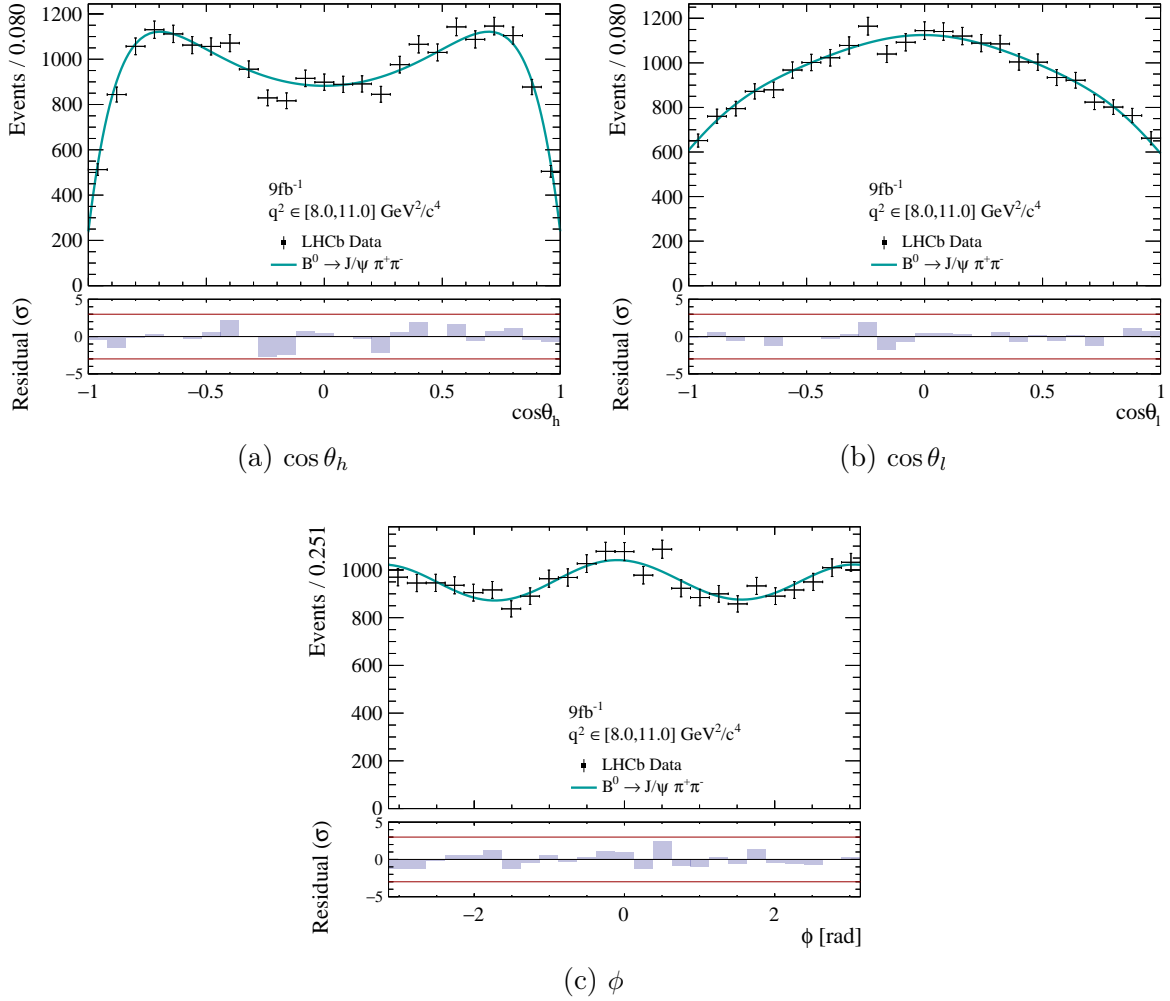 Events / 0.080
1200
1000
800
600
400
200
0
9fb⁻¹
q² ∈ [8.0,11.0] GeV²/c⁴
LHCb Data
B⁰ → J/ψ π⁺π⁻
Residual (σ)
5
0
−5
−1 −0.5 0 0.5 1
cosθ_h
(a) cos θ_h
Events / 0.080
1200
1000
800
600
400
200
0
9fb⁻¹
q² ∈ [8.0,11.0] GeV²/c⁴
LHCb Data
B⁰ → J/ψ π⁺π⁻
Residual (σ)
5
0
−5
−1 −0.5 0 0.5 1
cosθ_l
(b) cos θ_l
Events / 0.251
1000
800
600
400
200
0
9fb⁻¹
q² ∈ [8.0,11.0] GeV²/c⁴
LHCb Data
B⁰ → J/ψ π⁺π⁻
Residual (σ)
5
0
−5
−2 0 2
ϕ [rad]
(c) ϕ